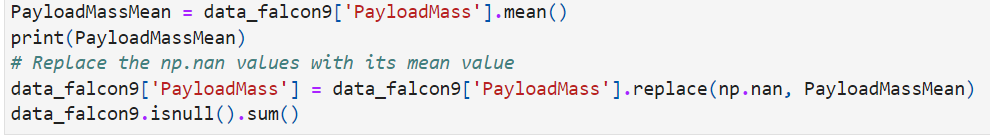 PayloadMassMean = data_falcon9['PayloadMass'].mean()
print(PayloadMassMean)
# Replace the np.nan values with its mean value
data_falcon9['PayloadMass'] = data_falcon9['PayloadMass'].replace(np.nan, PayloadMassMean)
data_falcon9.isnull().sum()